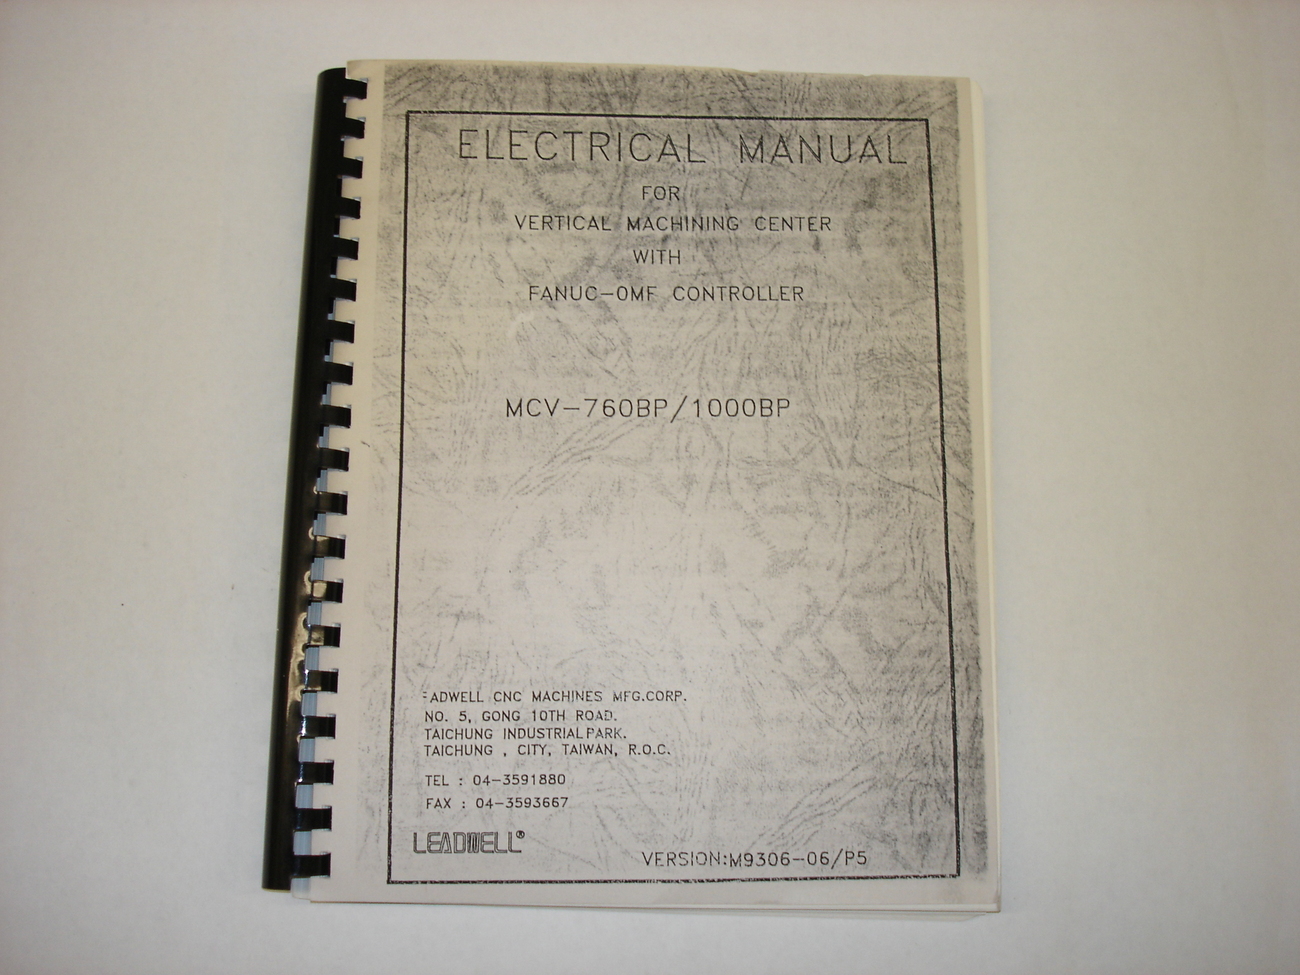 ELECTRICAL MANUAL
FOR
VERTICAL MACHINING CENTER
WITH
FANUC-0MF CONTROLLER
MCV-760BP/1000BP
EADWELL CNC MACHINES MFG.CORP.
NO. 5, GONG 10TH ROAD.
TAICHUNG INDUSTRIAL PARK.
TAICHUNG , CITY, TAIWAN, R.O.C.
TEL : 04-3591880
FAX : 04-3593667
LEADWELL®
VERSION:M9306-06/P5